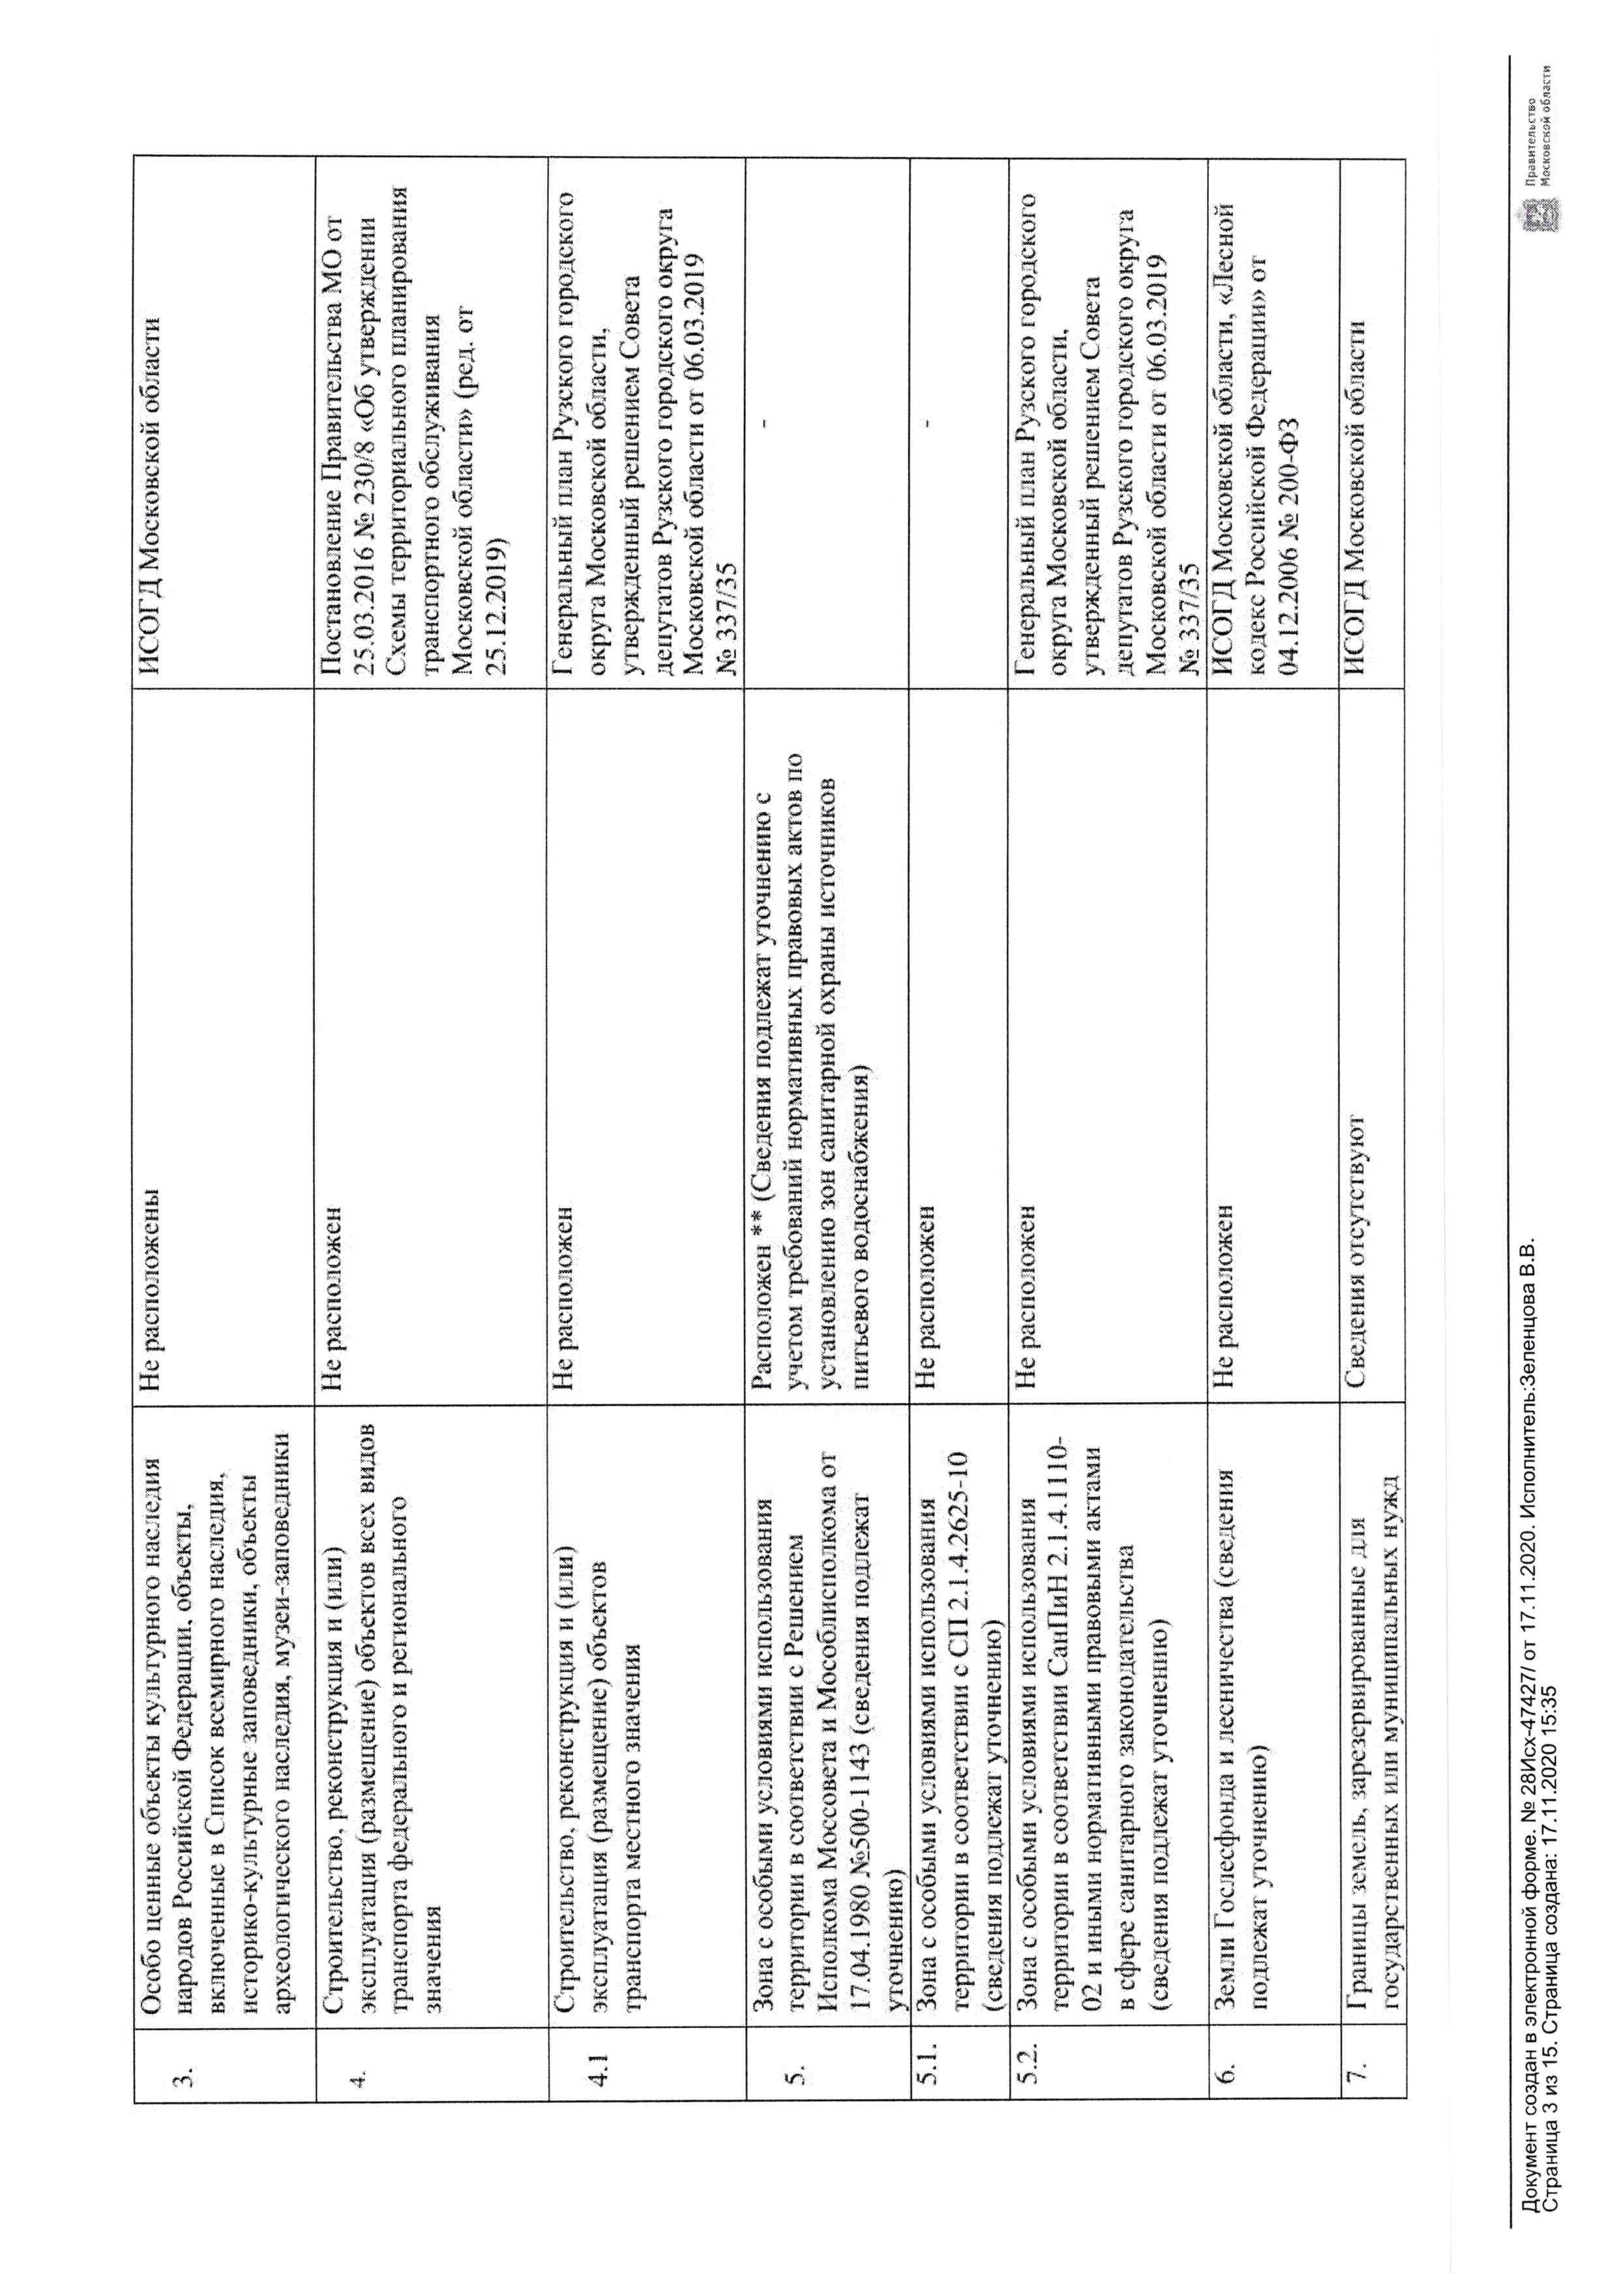 3.
Особо ценные объекты культурного наследия
народов Российской Федерации, объекты,
включенные в Список всемирного наследия,
историко-культурные заповедники, объекты
археологического наследия, музеи-заповедники
Не расположены
ИСОГД Московской области
4.
Строительство, реконструкция и (или)
эксплуатация (размещение) объектов всех видов
транспорта федерального и регионального
значения
Не расположен
Постановление Правительства МО от
25.03.2016 № 230/8 «Об утверждении
Схемы территориального планирования
транспортного обслуживания
Московской области» (ред. от
25.12.2019)
4.1
Строительство, реконструкция и (или)
эксплуатация (размещение) объектов
транспорта местного значения
Не расположен
Генеральный план Рузского городского
округа Московской области,
утвержденный решением Совета
депутатов Рузского городского округа
Московской области от 06.03.2019
№ 337/35
5.
Зона с особыми условиями использования
территории в соответствии с Решением
Исполкома Моссовета и Мособлисполкома от
17.04.1980 №500-1143 (сведения подлежат
уточнению)
Расположен ** (Сведения подлежат уточнению с
учетом требований нормативных правовых актов по
установлению зон санитарной охраны источников
питьевого водоснабжения)
-
5.1.
Зона с особыми условиями использования
территории в соответствии с СП 2.1.4.2625-10
(сведения подлежат уточнению)
Не расположен
-
5.2.
Зона с особыми условиями использования
территории в соответствии СанПиН 2.1.4.1110-
02 и иными нормативными правовыми актами
в сфере санитарного законодательства
(сведения подлежат уточнению)
Не расположен
Генеральный план Рузского городского
округа Московской области,
утвержденный решением Совета
депутатов Рузского городского округа
Московской области от 06.03.2019
№ 337/35
6.
Земли Гослесфонда и лесничества (сведения
подлежат уточнению)
Не расположен
ИСОГД Московской области, «Лесной
кодекс Российской Федерации» от
04.12.2006 № 200-ФЗ
7.
Границы земель, зарезервированные для
государственных или муниципальных нужд
Сведения отсутствуют
ИСОГД Московской области
Документ создан в электронной форме. № 28Исх-47427/ от 17.11.2020. Исполнитель:Зеленцова В.В.
Страница 3 из 15. Страница создана: 17.11.2020 15:35
Правительство
Московской области